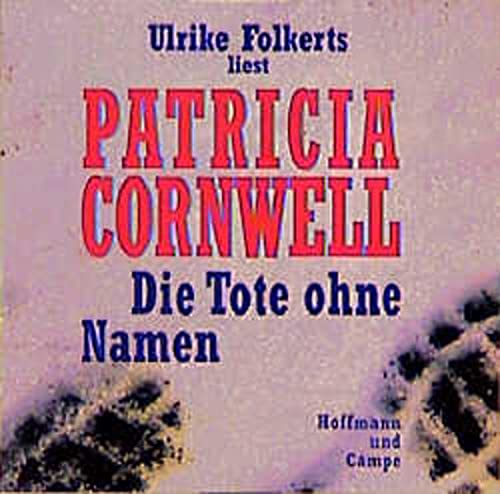 Ulrike Folkerts
liest
PATRICIA
CORNWELL
Die Tote ohne
Namen
Hoffmann
und
Campe